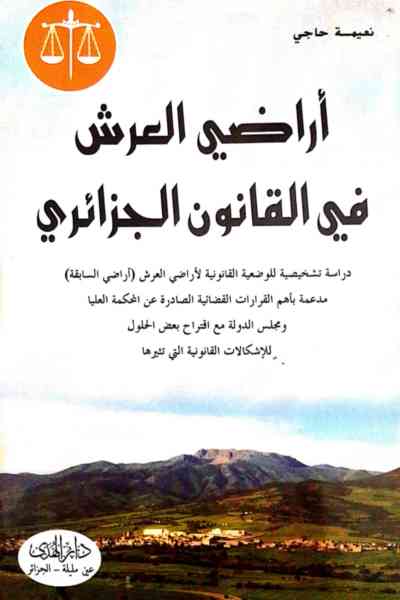 نعيمة حاجي
أراضي العرش
في القانون الجزائري
دراسة تشخيصية للوضعية القانونية لأراضي العرش (أراضي السابقة)
مدعمة بأهم القرارات القضائية الصادرة عن المحكمة العليا
ومجلس الدولة مع اقتراح بعض الحلول
للإشكالات القانونية التي تثيرها
دار الهدى
عين مليلة - الجزائر